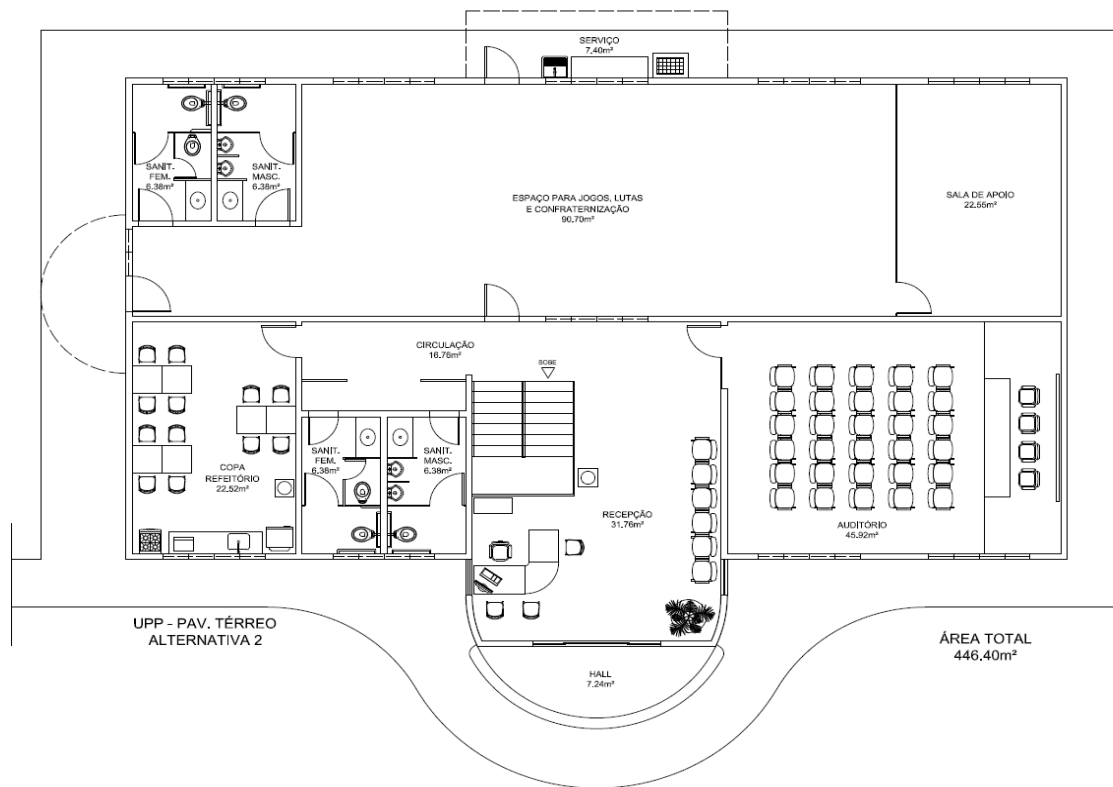 SERVIÇO
7.40m²
SANIT.
FEM.
6.38m²
SANIT.
MASC.
6.38m²
ESPAÇO PARA JOGOS, LUTAS
E CONFRATERNIZAÇÃO
90.70m²
SALA DE APOIO
22.55m²
CIRCULAÇÃO
16.76m²
SOBE
SANIT.
FEM.
6.38m²
SANIT.
MASC.
6.38m²
COPA
REFEITÓRIO
22.52m²
RECEPÇÃO
31.76m²
AUDITÓRIO
45.92m²
UPP - PAV. TÉRREO
ALTERNATIVA 2
ÁREA TOTAL
446.40m²
HALL
7.24m²